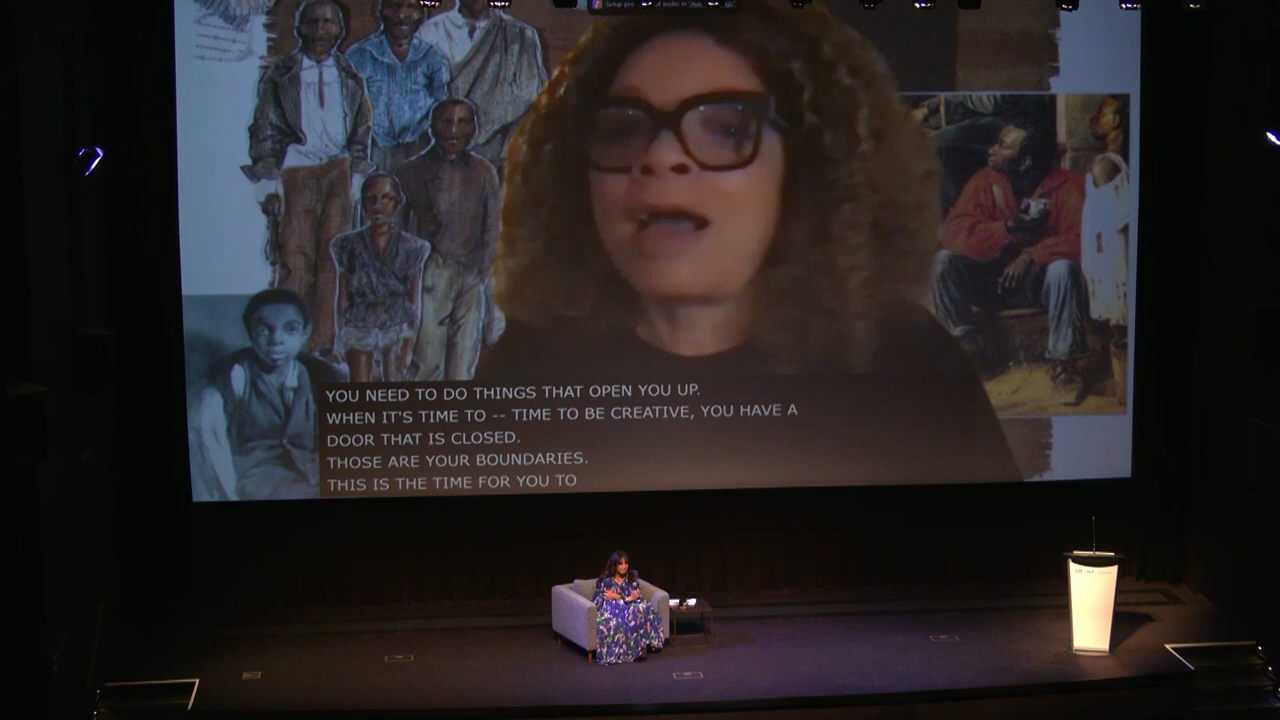 YOU NEED TO DO THINGS THAT OPEN YOU UP.
WHEN IT'S TIME TO -- TIME TO BE CREATIVE, YOU HAVE A
DOOR THAT IS CLOSED.
THOSE ARE YOUR BOUNDARIES.
THIS IS THE TIME FOR YOU TO